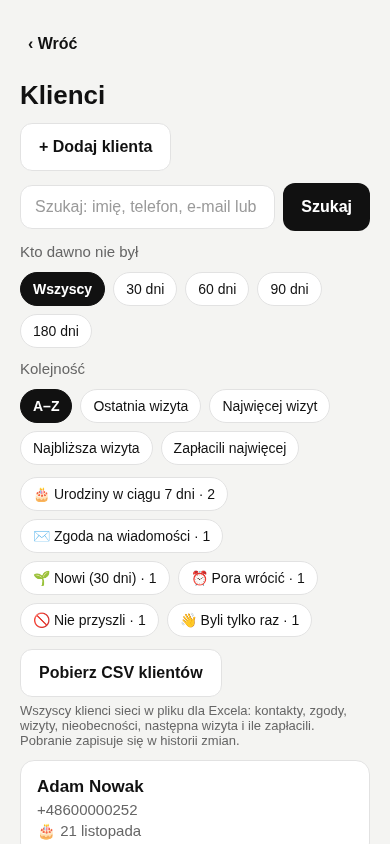 ‹ Wróć
Klienci
+ Dodaj klienta
Szukaj: imię, telefon, e-mail lub
Szukaj
Kto dawno nie był
Wszyscy
30 dni
60 dni
90 dni
180 dni
Kolejność
A–Z
Ostatnia wizyta
Najwięcej wizyt
Najbliższa wizyta
Zapłacili najwięcej
🎂 Urodziny w ciągu 7 dni · 2
✉️ Zgoda na wiadomości · 1
🌱 Nowi (30 dni) · 1
⏰ Pora wrócić · 1
🚫 Nie przyszli · 1
👋 Byli tylko raz · 1
Pobierz CSV klientów
Wszyscy klienci sieci w pliku dla Excela: kontakty, zgody,
wizyty, nieobecności, następna wizyta i ile zapłacili.
Pobranie zapisuje się w historii zmian.
Adam Nowak
+48600000252
🎂 21 listopada